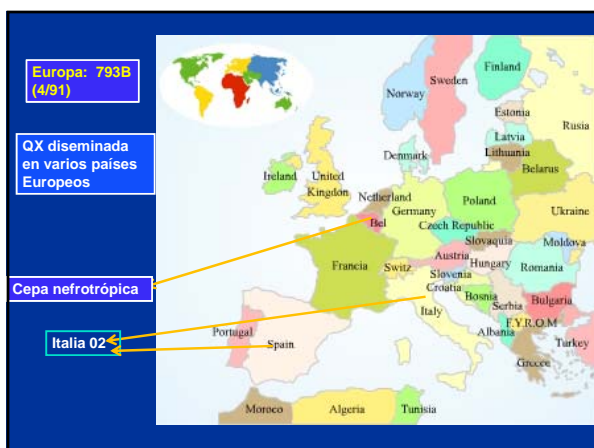 Europa: 793B
(4/91)
QX diseminada
en varios países
Europeos
Cepa nefrotrópica
Italia 02
Finland
Sweden
Norway
Estonia
Rusia
Latvia
Lithuania
Denmark
Belarus
Ireland
United
Kingdon
Netherland
Poland
Germany
Bel
Ukraine
Czech Republic
Slovaquia
Moldova
Austria
Hungary
Francia
Switz
Slovenia
Romania
Croatia
Bosnia
Serbia
Italy
Bulgaria
F.Y.R.O.M
Albania
Portugal
Spain
Turkey
Greece
Moroco
Algeria
Tunisia